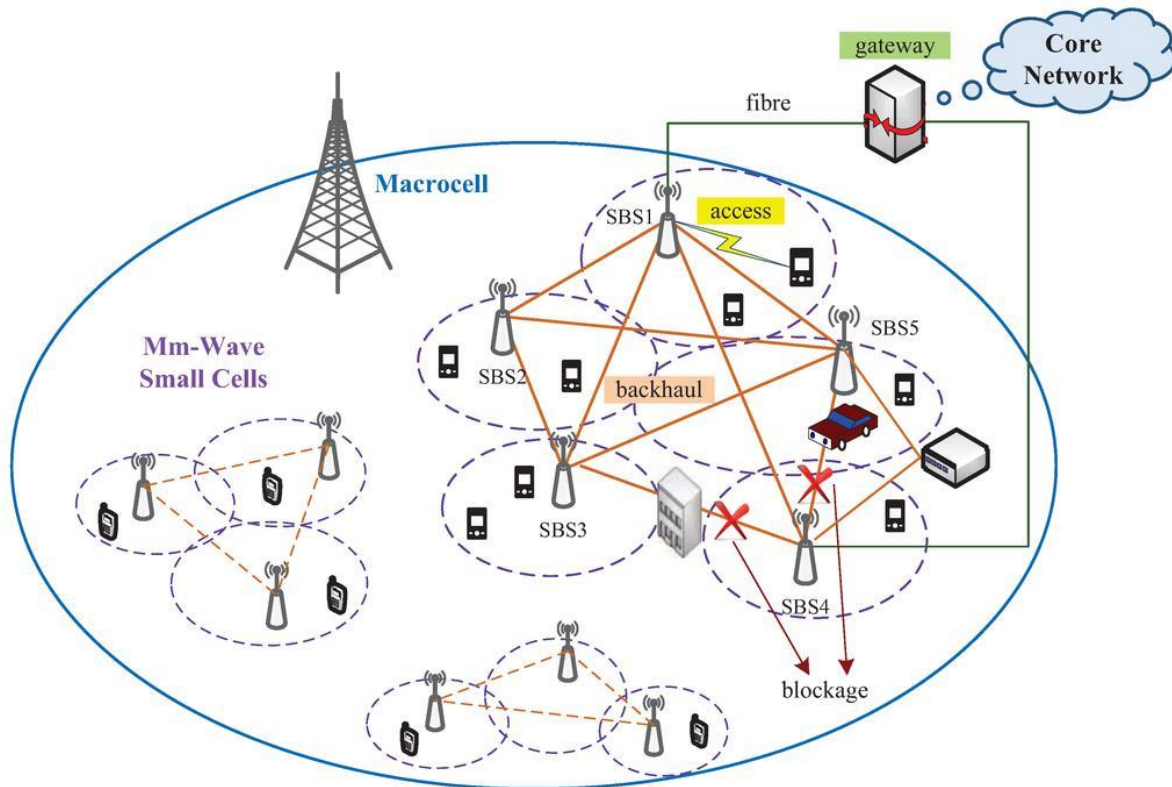 gateway
Core
Network
fibre
Macrocell
SBS1
access
SBS5
Mm-Wave
Small Cells
SBS2
backhaul
SBS3
SBS4
blockage